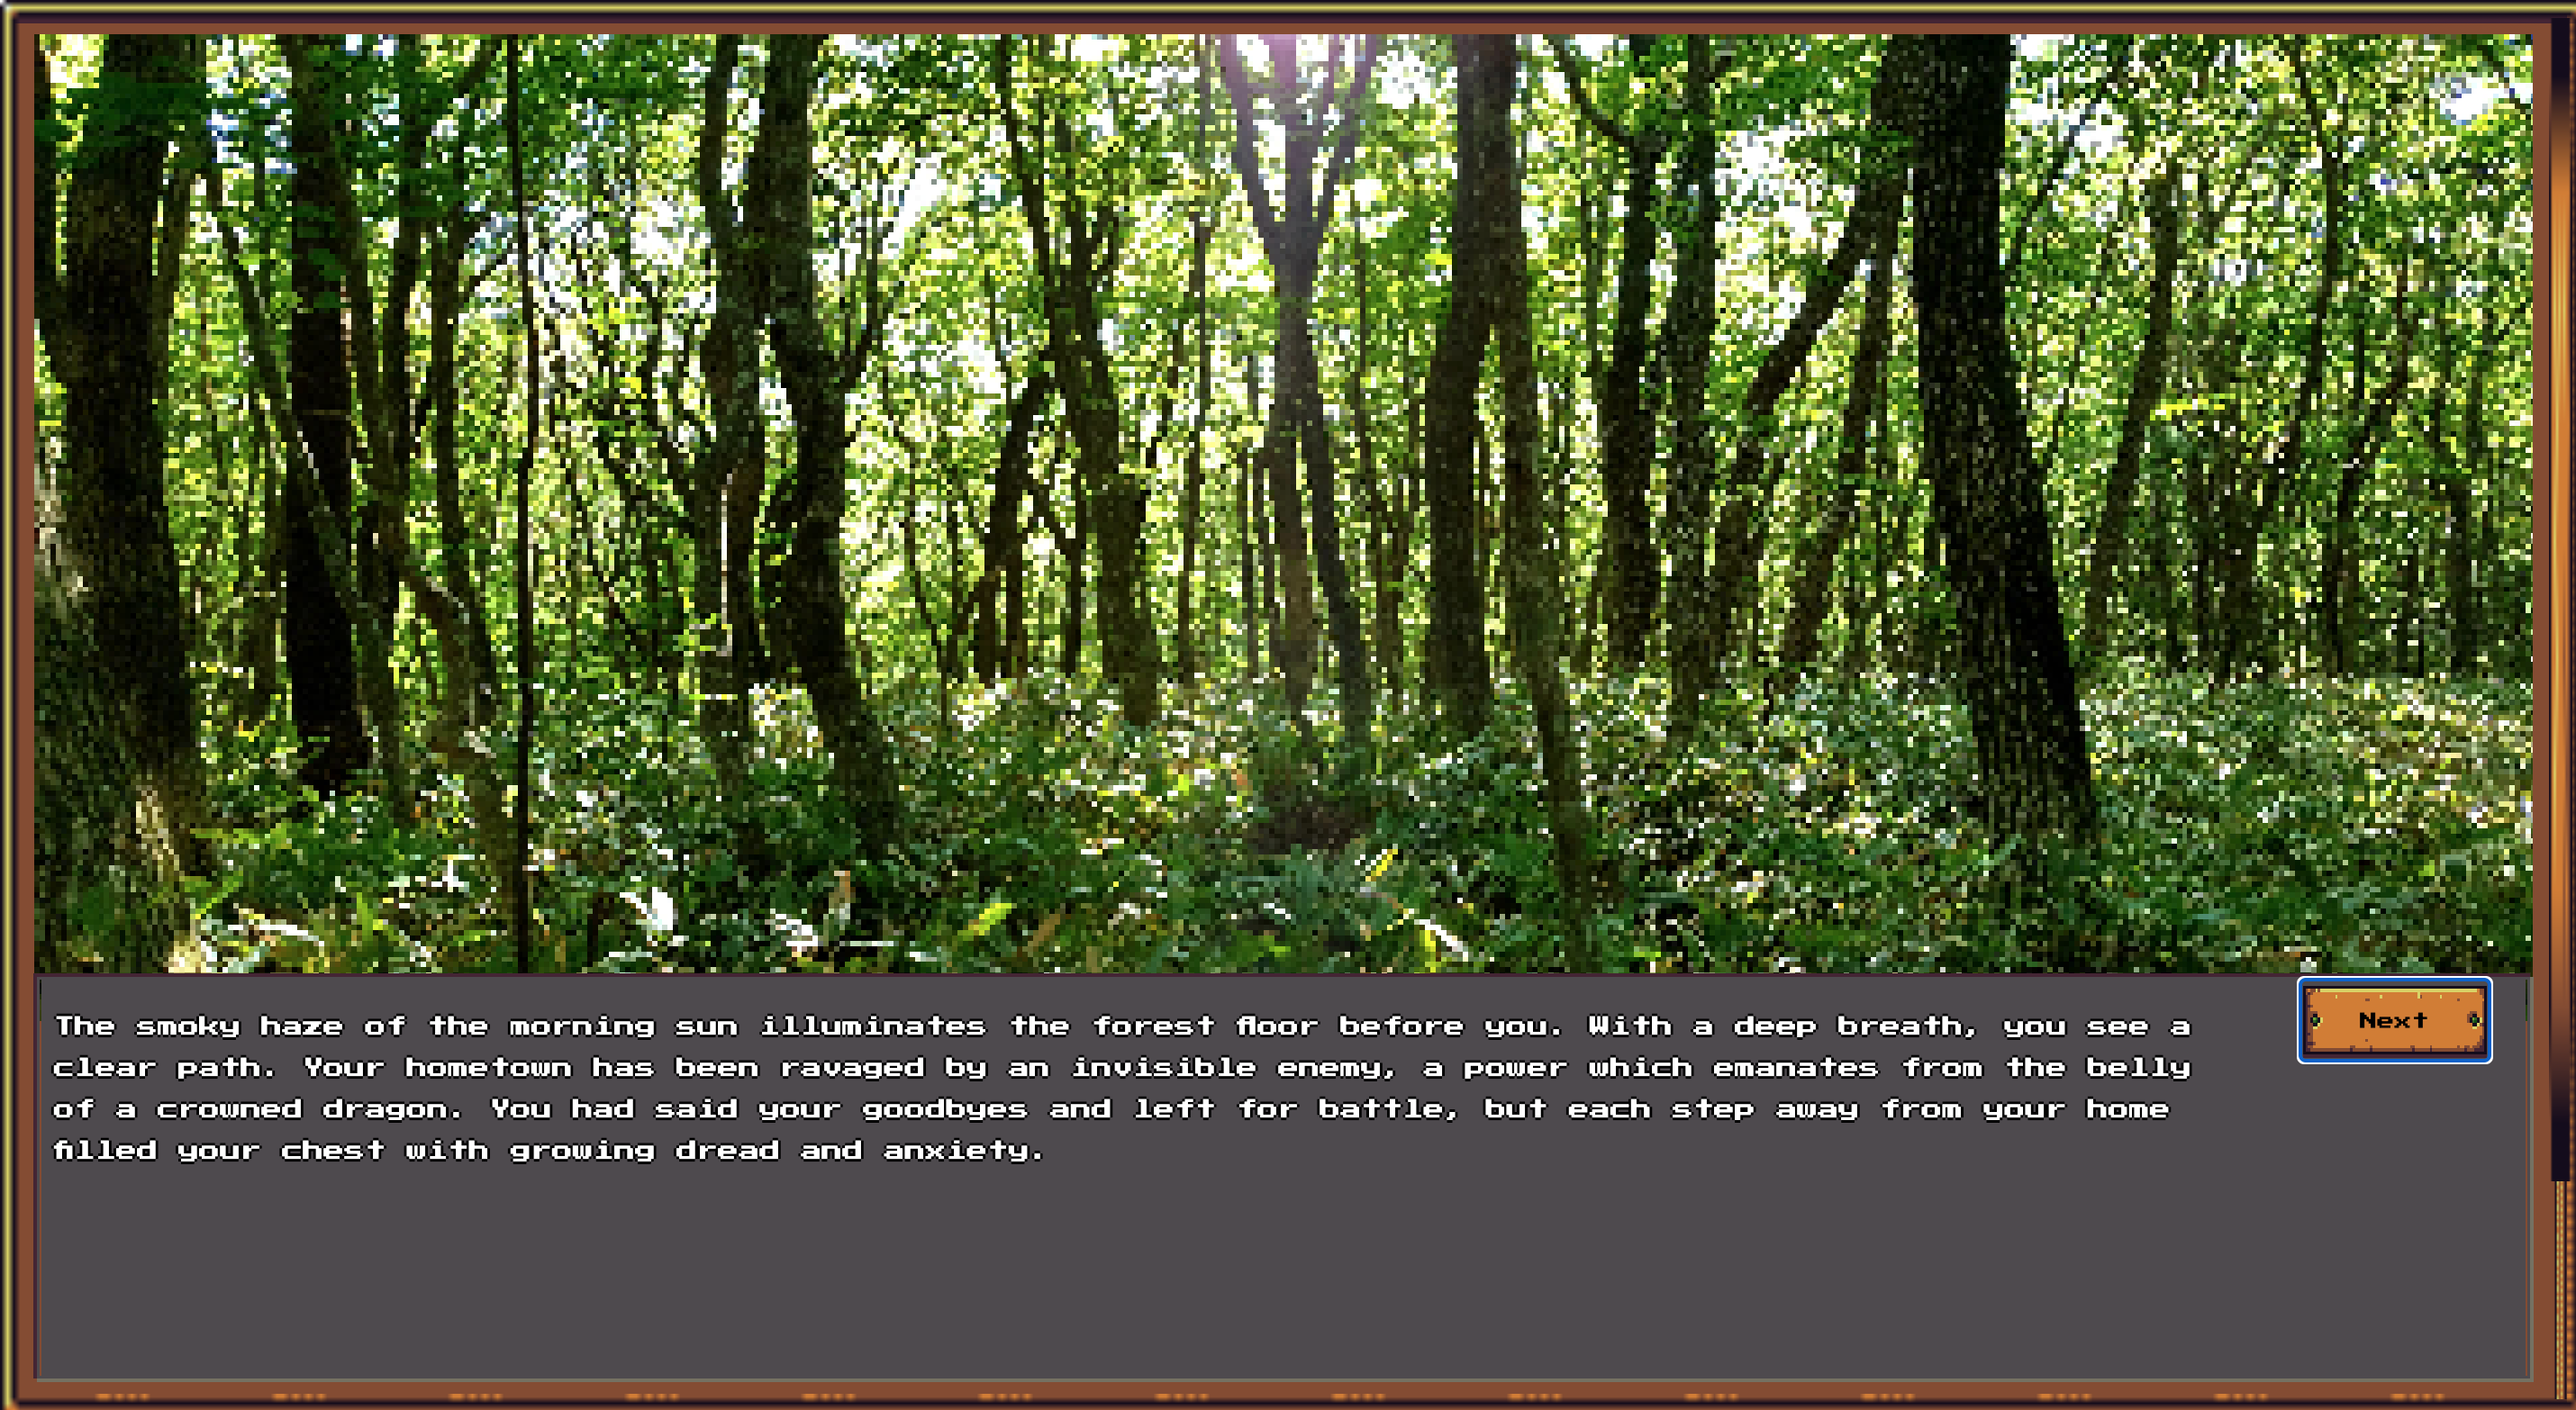 The smoky haze of the morning sun illuminates the forest floor before you. With a deep breath, you see a
clear path. Your hometown has been ravaged by an invisible enemy, a power which emanates from the belly
of a crowned dragon. You had said your goodbyes and left for battle, but each step away from your home
filled your chest with growing dread and anxiety.
Next